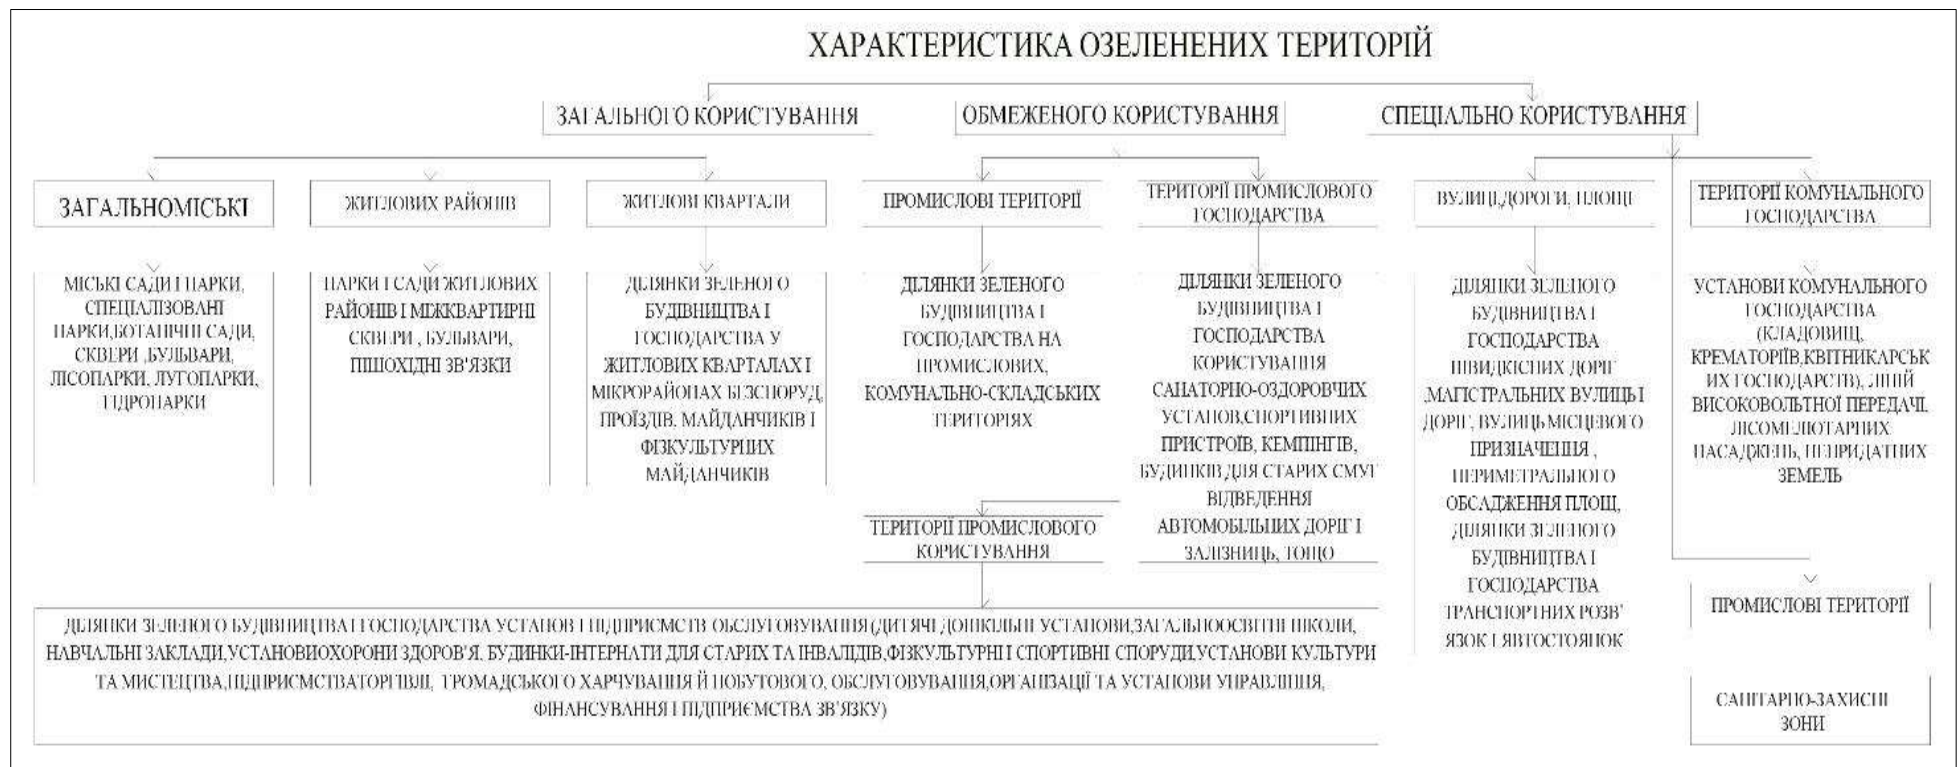 ХАРАКТЕРИСТИКА ОЗЕЛЕНЕНИХ ТЕРИТОРІЙ
ЗАГАЛЬНОГО КОРИСТУВАННЯ
ОБМЕЖЕНОГО КОРИСТУВАННЯ
СПЕЦІАЛЬНО КОРИСТУВАННЯ
ЗАГАЛЬНОМІСЬКІ
ЖИТЛОВИХ РАЙОНІВ
ЖИТЛОВІ КВАРТАЛИ
ПРОМИСЛОВІ ТЕРИТОРІЇ
ТЕРИТОРІЇ ПРОМИСЛОВОГО
ГОСПОДАРСТВА
ВУЛИЦІ,ДОРОГИ, ПЛОЩІ
ТЕРИТОРІЇ КОМУНАЛЬНОГО
ГОСПОДАРСТВА
МІСЬКІ САДИ І ПАРКИ,
СПЕЦІАЛІЗОВАНІ
ПАРКИ,БОТАНІЧНІ САДИ,
СКВЕРИ ,БУЛЬВАРИ,
ЛІСОПАРКИ, ЛУГОПАРКИ,
ГІДРОПАРКИ
ПАРКИ І САДИ ЖИТЛОВИХ
РАЙОНІВ І МІЖКВАРТИРНІ
СКВЕРИ , БУЛЬВАРИ,
ПІШОХІДНІ ЗВ'ЯЗКИ
ДІЛЯНКИ ЗЕЛЕНОГО
БУДІВНИЦТВА І
ГОСПОДАРСТВА У
ЖИТЛОВИХ КВАРТАЛАХ І
МІКРОРАЙОНАХ БЕЗСПОРУД,
ПРОЇЗДІВ, МАЙДАНЧИКІВ І
ФІЗКУЛЬТУРНИХ
МАЙДАНЧИКІВ
ДІЛЯНКИ ЗЕЛЕНОГО
БУДІВНИЦТВА І
ГОСПОДАРСТВА НА
ПРОМИСЛОВИХ,
КОМУНАЛЬНО-СКЛАДСЬКИХ
ТЕРИТОРІЯХ
ДІЛЯНКИ ЗЕЛЕНОГО
БУДІВНИЦТВА І
ГОСПОДАРСТВА
КОРИСТУВАННЯ
САНАТОРНО-ОЗДОРОВЧИХ
УСТАНОВ,СПОРТИВНИХ
ПРИСТРОЇВ, КЕМПІНГІВ,
БУДИНКІВ ДЛЯ СТАРИХ СМУГ
ВІДВЕДЕННЯ
АВТОМОБІЛЬНИХ ДОРІГ І
ЗАЛІЗНИЦЬ, ТОЩО
ДІЛЯНКИ ЗЕЛЕНОГО
БУДІВНИЦТВА І
ГОСПОДАРСТВА
ШВИДКІСНИХ ДОРІГ
,МАГІСТРАЛЬНИХ ВУЛИЦЬ І
ДОРІГ, ВУЛИЦЬ МІСЦЕВОГО
ПРИЗНАЧЕННЯ ,
ПЕРИМЕТРАЛЬНОГО
ОБСАДЖЕННЯ ПЛОЩ,
ДІЛЯНКИ ЗЕЛЕНОГО
БУДІВНИЦТВА І
ГОСПОДАРСТВА
ТРАНСПОРТНИХ РОЗВ'
ЯЗОК І ЯВТОСТОЯНОК
УСТАНОВИ КОМУНАЛЬНОГО
ГОСПОДАРСТВА
(КЛАДОВИЩ,
КРЕМАТОРІЇВ,КВІТНИКАРСЬК
ИХ ГОСПОДАРСТВ), ЛІНІЙ
ВИСОКОВОЛЬТНОЇ ПЕРЕДАЧІ,
ЛІСОМЕЛЮТАРНИХ
НАСАДЖЕНЬ, НЕПРИДАТНИХ
ЗЕМЕЛЬ
ТЕРИТОРІЇ ПРОМИСЛОВОГО
КОРИСТУВАННЯ
ПРОМИСЛОВІ ТЕРИТОРІЇ
САНІТАРНО-ЗАХИСНІ
ЗОНИ
ДІЛЯНКИ ЗЕЛЕНОГО БУДІВНИЦТВА І ГОСПОДАРСТВА УСТАНОВ І ПІДПРИЄМСТВ ОБСЛУГОВУВАННЯ (ДИТЯЧІ ДОШКІЛЬНІ УСТАНОВИ,ЗАГАЛЬНООСВІТНІ ШКОЛИ,
НАВЧАЛЬНІ ЗАКЛАДИ,УСТАНОВИОХОРОНИ ЗДОРОВ'Я, БУДИНКИ-ІНТЕРНАТИ ДЛЯ СТАРИХ ТА ІНВАЛІДІВ,ФІЗКУЛЬТУРНІ І СПОРТИВНІ СПОРУДИ,УСТАНОВИ КУЛЬТУРИ
ТА МИСТЕЦТВА,ПІДПРИЄМСТВАТОРГІВЛІ, ГРОМАДСЬКОГО ХАРЧУВАННЯ Й ПОБУТОВОГО, ОБСЛУГОВУВАННЯ,ОРГАНІЗАЦІЇ ТА УСТАНОВИ УПРАВЛІННЯ,
ФІНАНСУВАННЯ І ПІДПРИЄМСТВА ЗВ'ЯЗКУ)